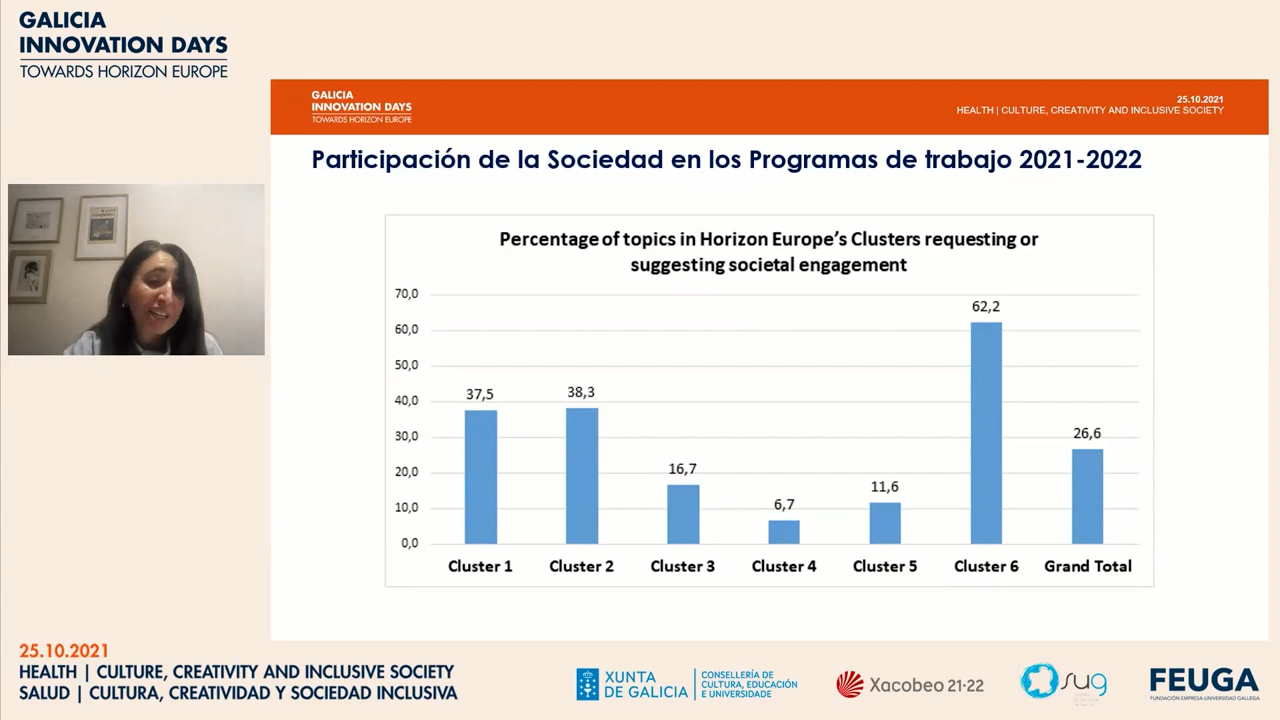 GALICIA
INNOVATION DAYS
TOWARDS HORIZON EUROPE
GALICIA
INNOVATION DAYS
TOWARDS HORIZON EUROPE
25.10.2021
HEALTH | CULTURE, CREATIVITY AND INCLUSIVE SOCIETY
Participación de la Sociedad en los Programas de trabajo 2021-2022
Percentage of topics in Horizon Europe's Clusters requesting or
suggesting societal engagement
70,0
60,0
50,0
40,0
30,0
20,0
10,0
0,0
37,5
38,3
16,7
6,7
11,6
62,2
26,6
Cluster 1
Cluster 2
Cluster 3
Cluster 4
Cluster 5
Cluster 6
Grand Total
25.10.2021
HEALTH | CULTURE, CREATIVITY AND INCLUSIVE SOCIETY
SALUD | CULTURA, CREATIVIDAD Y SOCIEDAD INCLUSIVA
XUNTA
DE GALICIA
CONSELLERÍA
DE CULTURA, EDUCACIÓN
E UNIVERSIDADE
Xacobeo 21·22
sug
FEUGA
FUNDACIÓN EMPRESA-UNIVERSIDAD GALLEGA